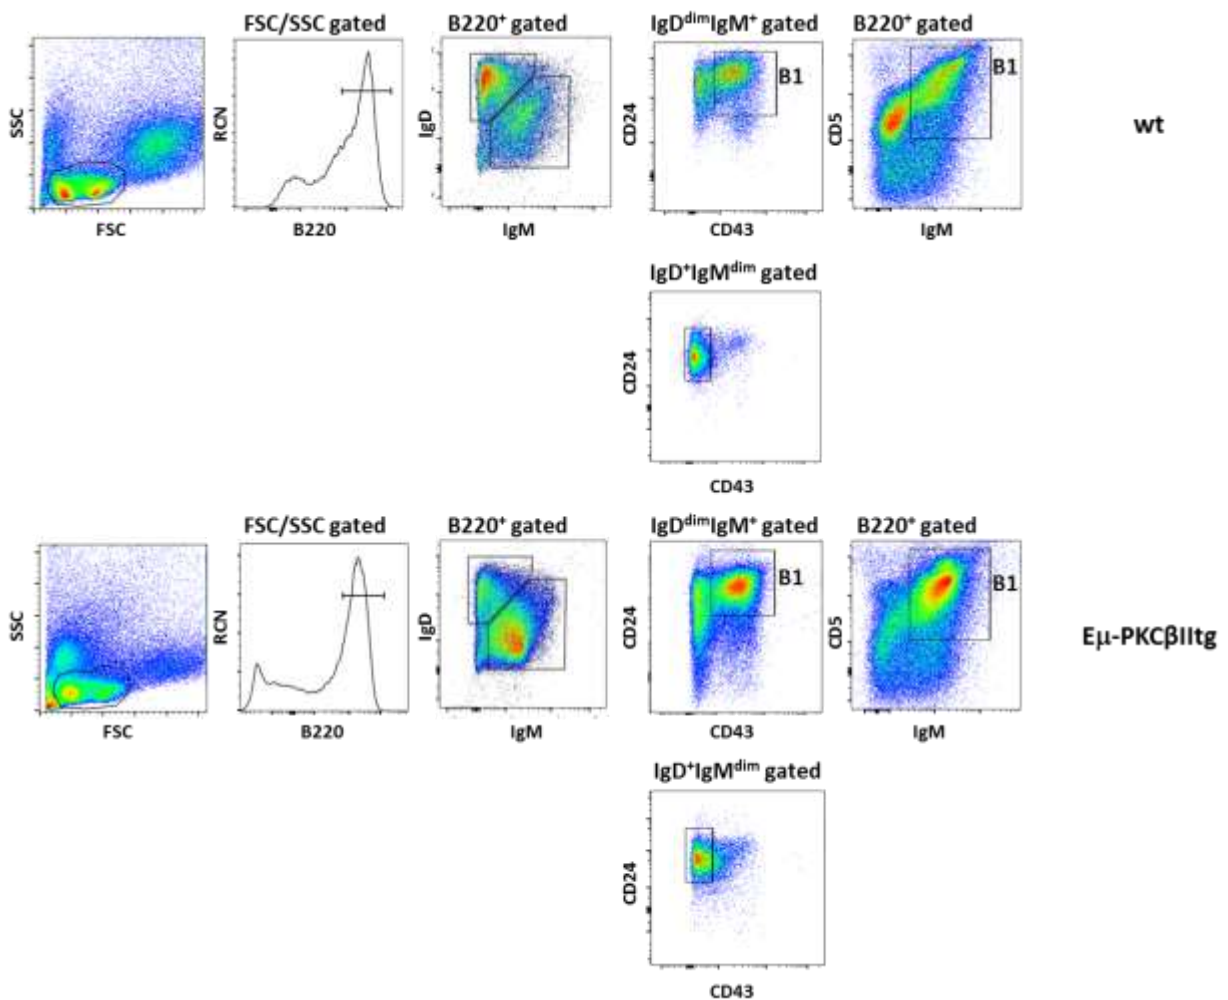 FSC/SSC gated
B220⁺ gated
IgDᵈⁱᵐIgM⁺ gated
B220⁺ gated
SSC
RCN
IgD
CD24
B1
CD5
B1
wt
FSC
B220
IgM
CD43
IgM
IgD⁺IgMᵈⁱᵐ gated
CD24
CD43
FSC/SSC gated
B220⁺ gated
IgDᵈⁱᵐIgM⁺ gated
B220⁺ gated
SSC
RCN
IgD
CD24
B1
CD5
B1
Eμ-PKCβIItg
FSC
B220
IgM
CD43
IgM
IgD⁺IgMᵈⁱᵐ gated
CD24
CD43